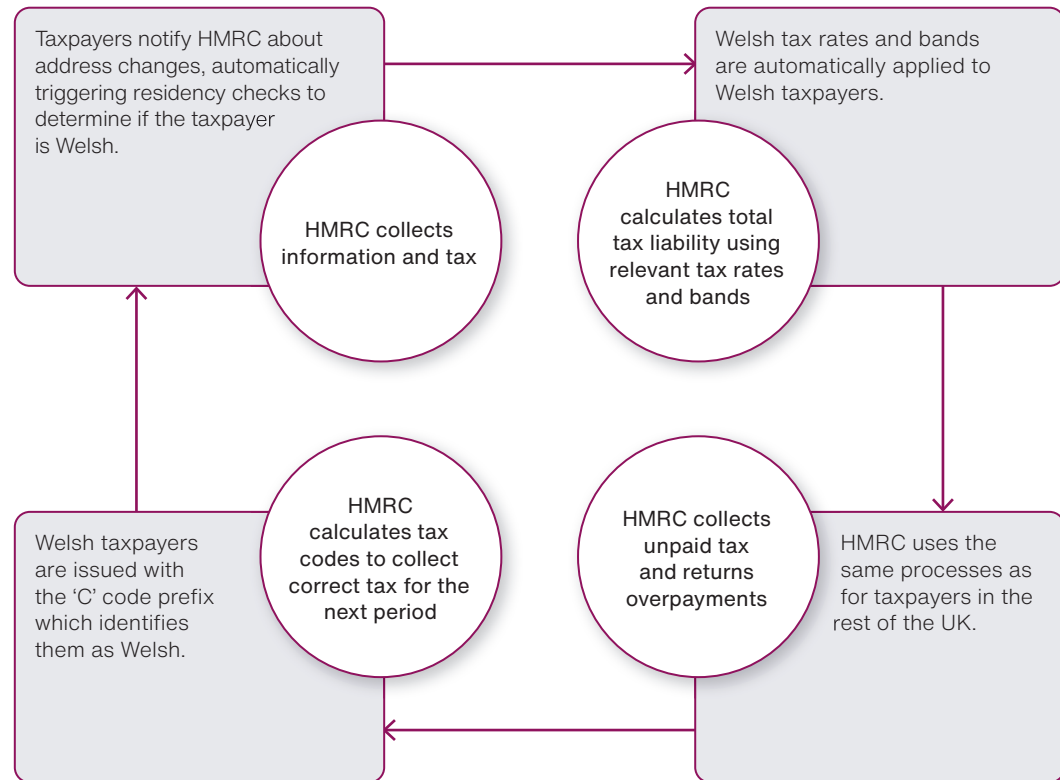 Taxpayers notify HMRC about
address changes, automatically
triggering residency checks to
determine if the taxpayer
is Welsh.
HMRC collects
information and tax
Welsh tax rates and bands
are automatically applied to
Welsh taxpayers.
HMRC
calculates total
tax liability using
relevant tax rates
and bands
HMRC collects
unpaid tax
and returns
overpayments
HMRC uses the
same processes as
for taxpayers in the
rest of the UK.
HMRC
calculates tax
codes to collect
correct tax for the
next period
Welsh taxpayers
are issued with
the ‘C’ code prefix
which identifies
them as Welsh.